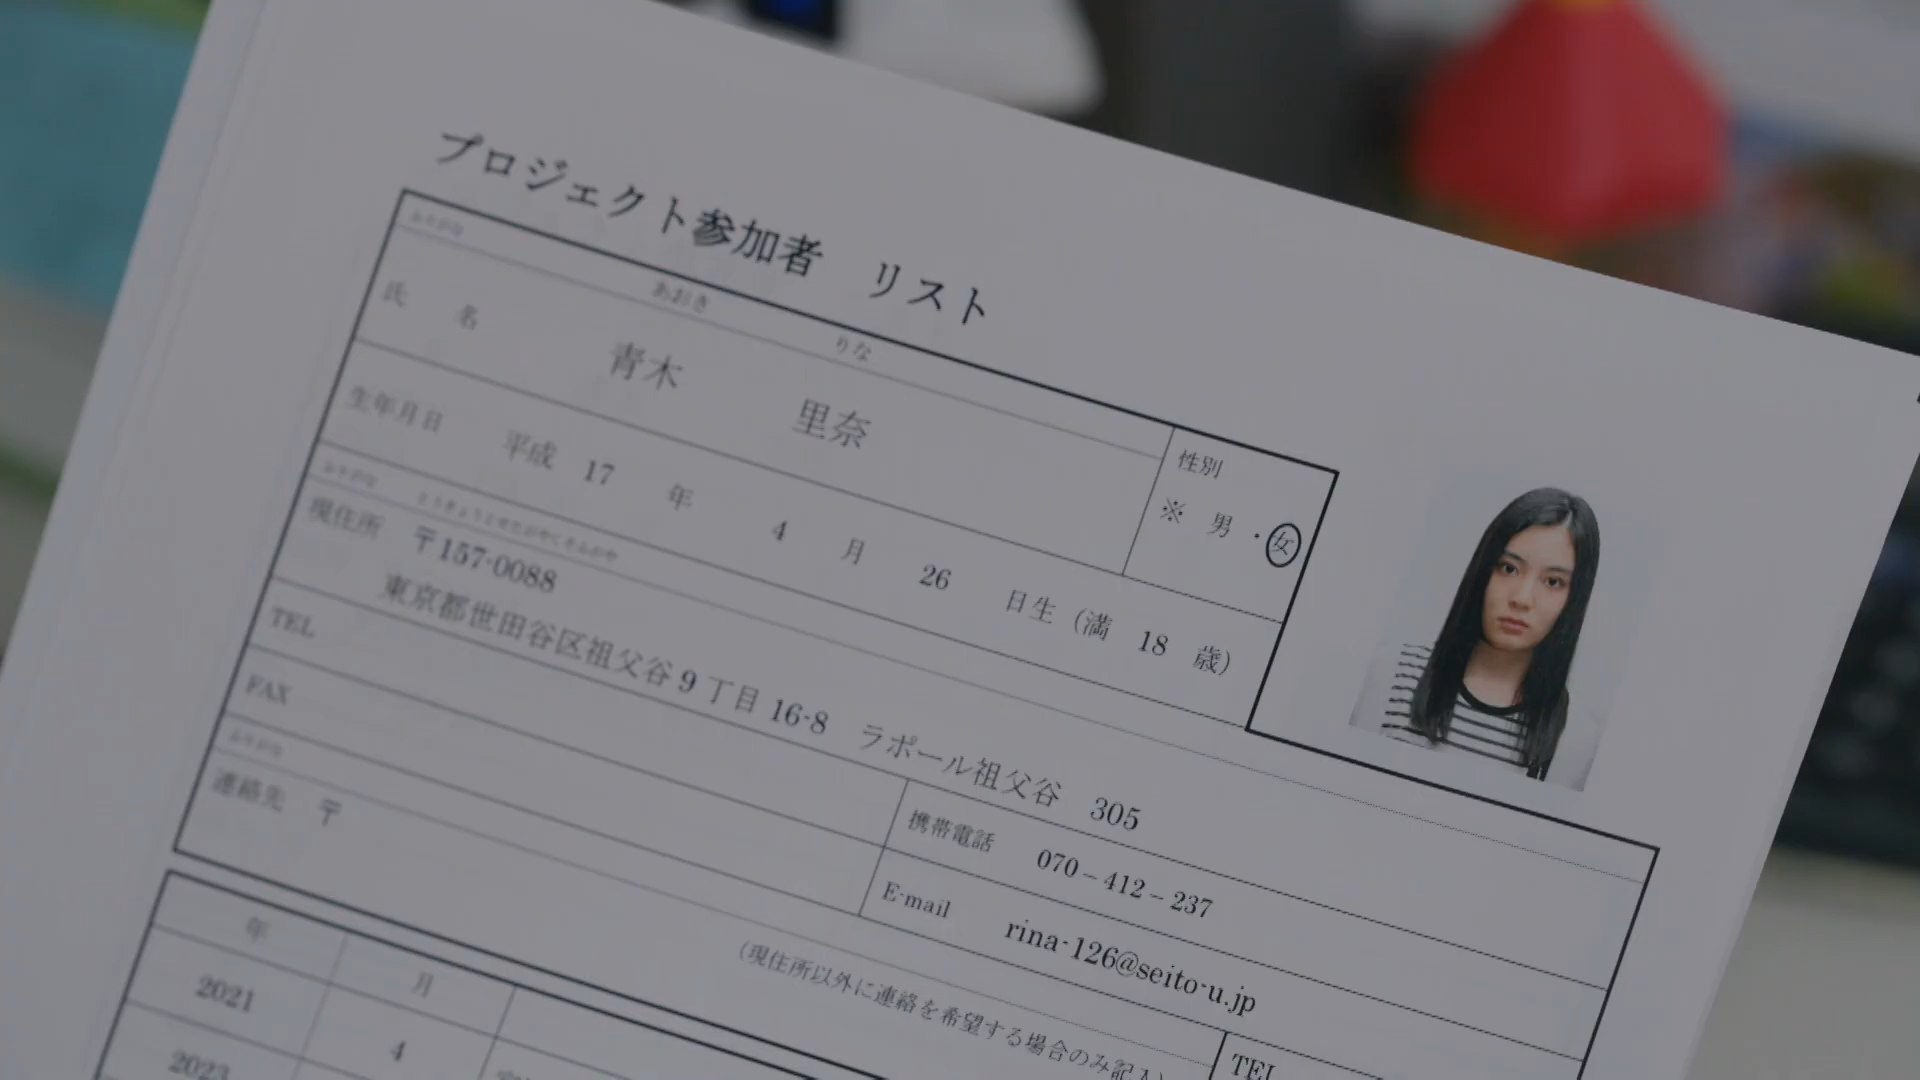 プロジェクト参加者　リスト
ふりがな　あおき　りな
氏　名　青木　里奈
性別
※　男・女
生年月日　平成　17　年　4　月　26　日生（満　18　歳）
ふりがな　とうきょうとせたがやくそふがや
現住所　〒157-0088
東京都世田谷区祖父谷9丁目16-8　ラポール祖父谷　305
TEL
携帯電話　070－412－237
FAX
E-mail　rina-126@seito-u.jp
ふりがな
連絡先　〒
（現住所以外に連絡を希望する場合のみ記入）
TEL
年　月
2021　4
2023